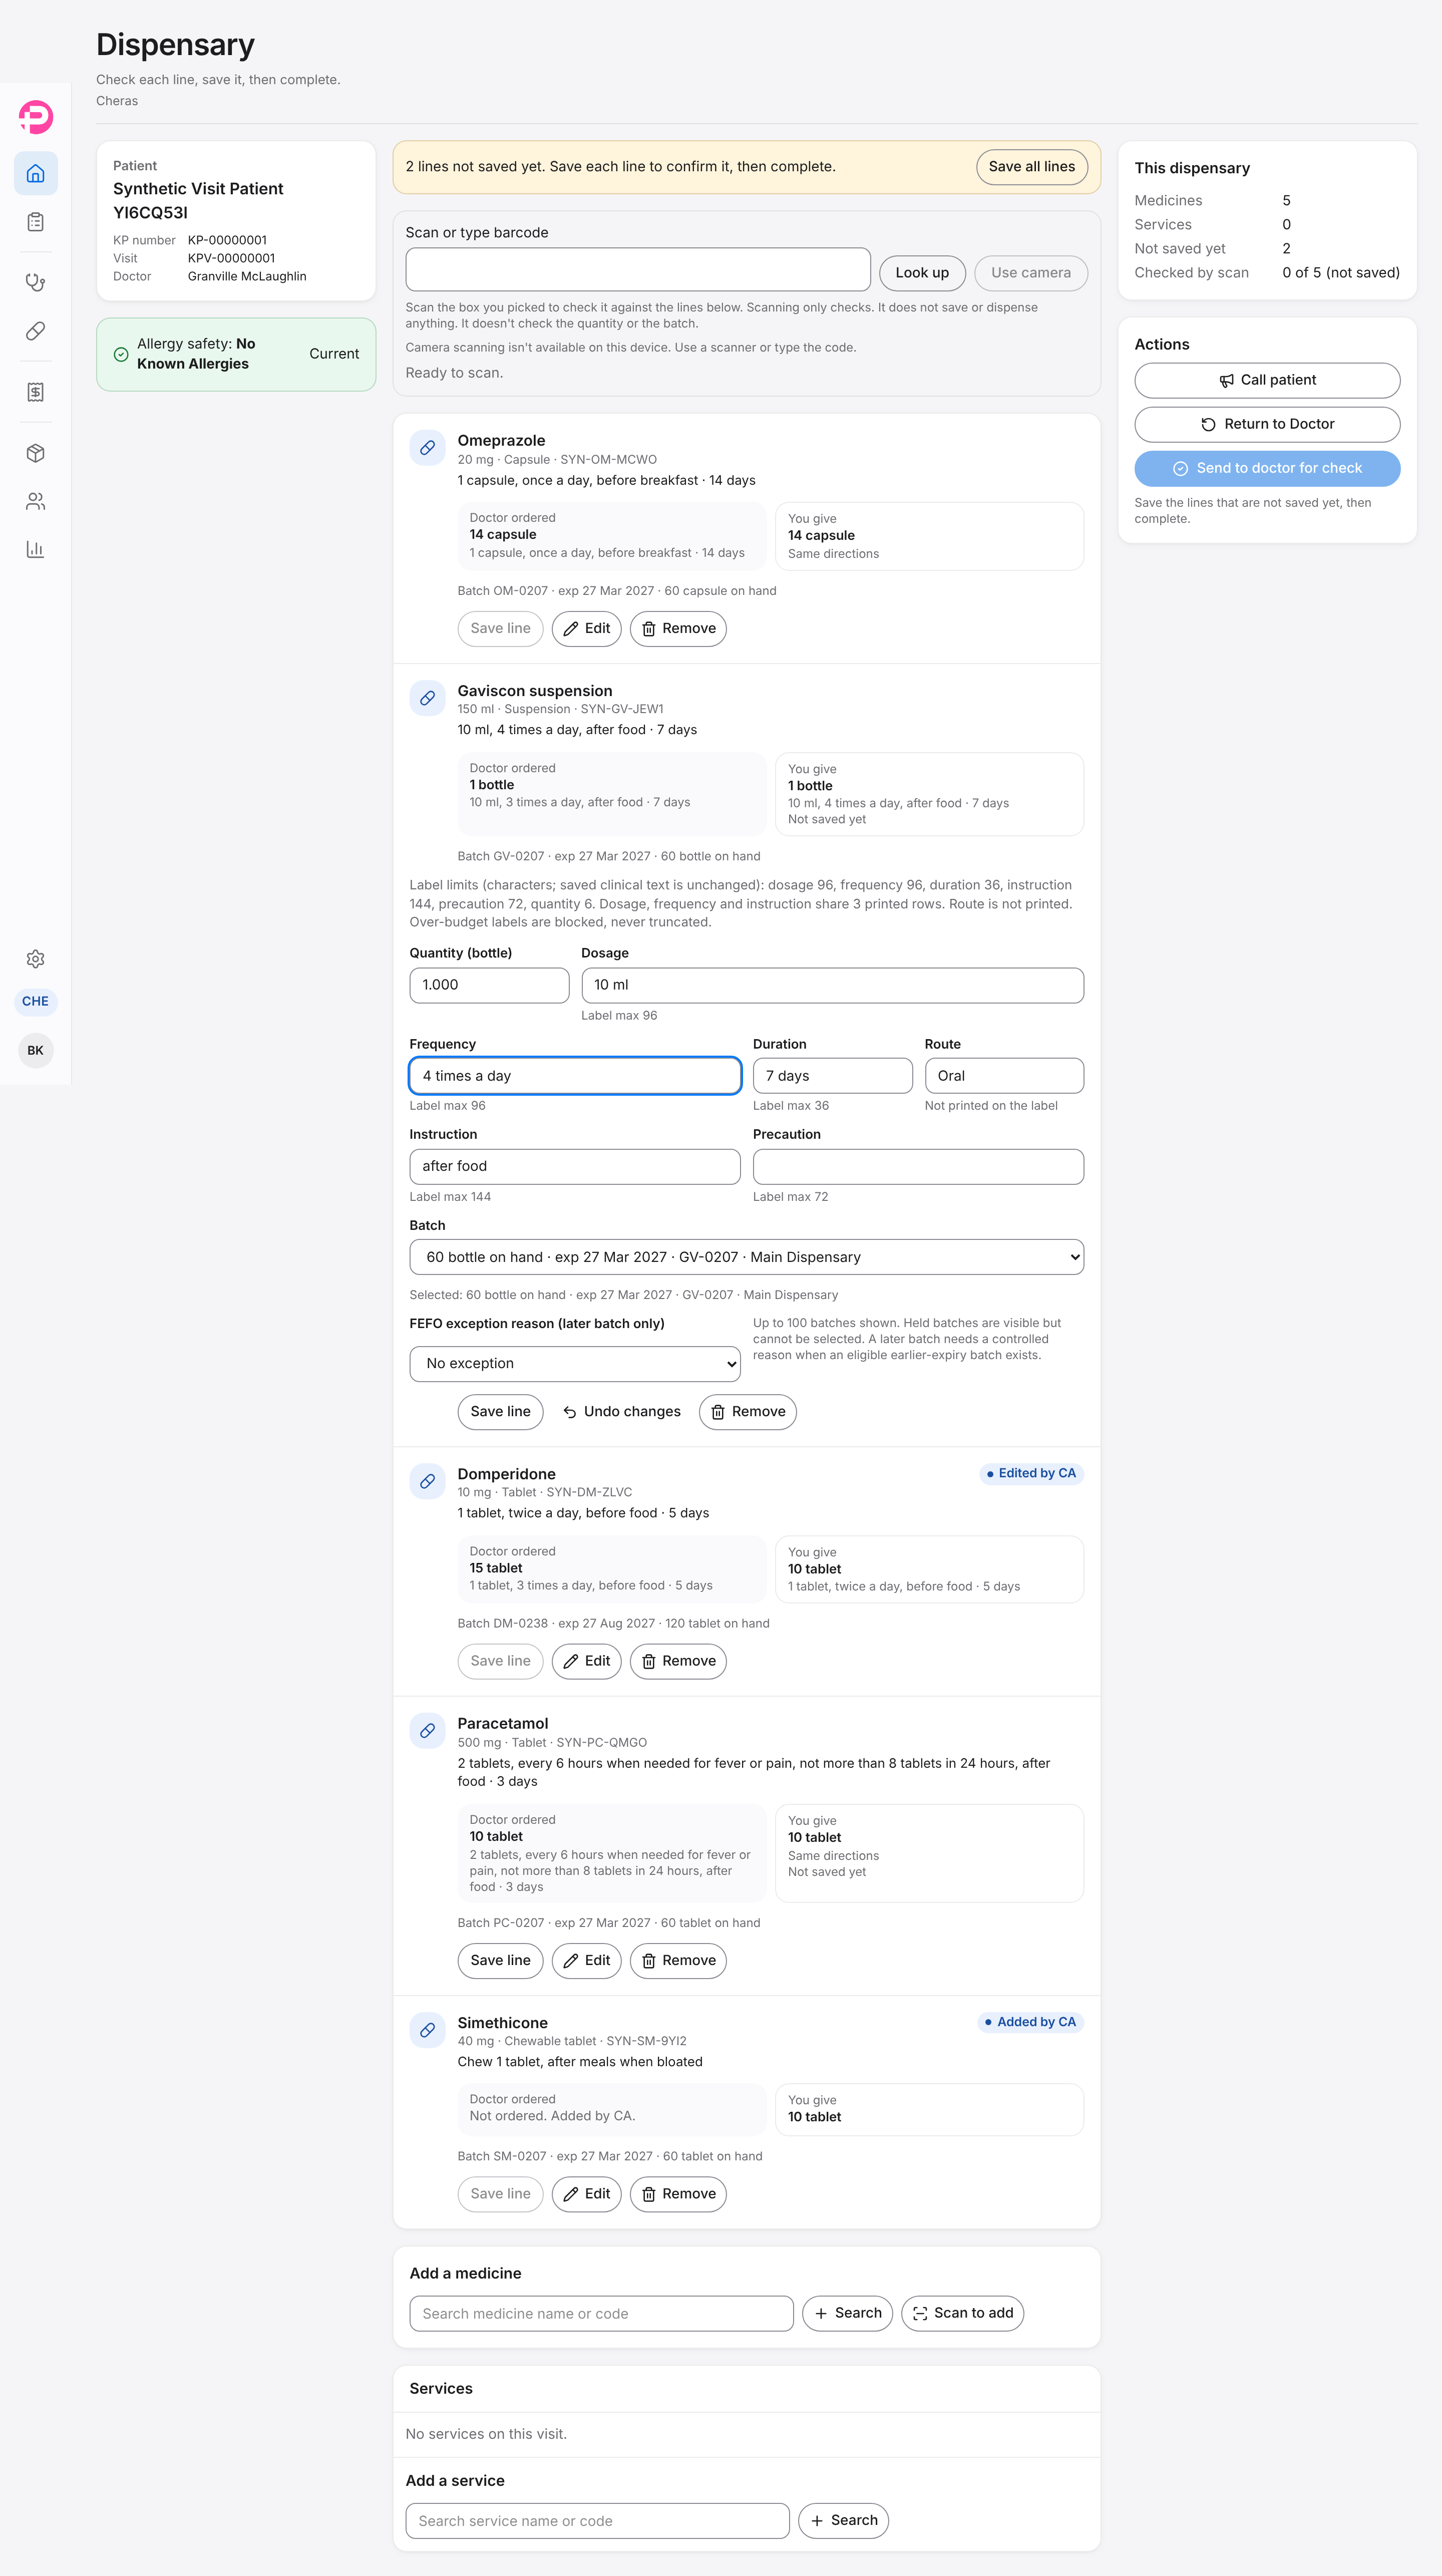 Dispensary
Check each line, save it, then complete.
Cheras
Patient
Synthetic Visit Patient
YI6CQ53I
KP number KP-00000001
Visit KPV-00000001
Doctor Granville McLaughlin
Allergy safety: No
Known Allergies
Current
CHE
BK
2 lines not saved yet. Save each line to confirm it, then complete.
Save all lines
Scan or type barcode
Look up
Use camera
Scan the box you picked to check it against the lines below. Scanning only checks. It does not save or dispense
anything. It doesn't check the quantity or the batch.
Camera scanning isn't available on this device. Use a scanner or type the code.
Ready to scan.
Omeprazole
20 mg · Capsule · SYN-OM-MCWO
1 capsule, once a day, before breakfast · 14 days
Doctor ordered
14 capsule
1 capsule, once a day, before breakfast · 14 days
You give
14 capsule
Same directions
Batch OM-0207 · exp 27 Mar 2027 · 60 capsule on hand
Save line
Edit
Remove
Gaviscon suspension
150 ml · Suspension · SYN-GV-JEW1
10 ml, 4 times a day, after food · 7 days
Doctor ordered
1 bottle
10 ml, 3 times a day, after food · 7 days
You give
1 bottle
10 ml, 4 times a day, after food · 7 days
Not saved yet
Batch GV-0207 · exp 27 Mar 2027 · 60 bottle on hand
Label limits (characters; saved clinical text is unchanged): dosage 96, frequency 96, duration 36, instruction
144, precaution 72, quantity 6. Dosage, frequency and instruction share 3 printed rows. Route is not printed.
Over-budget labels are blocked, never truncated.
Quantity (bottle)
1.000
Dosage
10 ml
Label max 96
Frequency
4 times a day
Label max 96
Duration
7 days
Label max 36
Route
Oral
Not printed on the label
Instruction
after food
Label max 144
Precaution
Label max 72
Batch
60 bottle on hand · exp 27 Mar 2027 · GV-0207 · Main Dispensary
Selected: 60 bottle on hand · exp 27 Mar 2027 · GV-0207 · Main Dispensary
FEFO exception reason (later batch only)
No exception
Up to 100 batches shown. Held batches are visible but
cannot be selected. A later batch needs a controlled
reason when an eligible earlier-expiry batch exists.
Save line
Undo changes
Remove
Domperidone
Edited by CA
10 mg · Tablet · SYN-DM-ZLVC
1 tablet, twice a day, before food · 5 days
Doctor ordered
15 tablet
1 tablet, 3 times a day, before food · 5 days
You give
10 tablet
1 tablet, twice a day, before food · 5 days
Batch DM-0238 · exp 27 Aug 2027 · 120 tablet on hand
Save line
Edit
Remove
Paracetamol
500 mg · Tablet · SYN-PC-QMGO
2 tablets, every 6 hours when needed for fever or pain, not more than 8 tablets in 24 hours, after
food · 3 days
Doctor ordered
10 tablet
2 tablets, every 6 hours when needed for fever or
pain, not more than 8 tablets in 24 hours, after
food · 3 days
You give
10 tablet
Same directions
Not saved yet
Batch PC-0207 · exp 27 Mar 2027 · 60 tablet on hand
Save line
Edit
Remove
Simethicone
Added by CA
40 mg · Chewable tablet · SYN-SM-9YI2
Chew 1 tablet, after meals when bloated
Doctor ordered
Not ordered. Added by CA.
You give
10 tablet
Batch SM-0207 · exp 27 Mar 2027 · 60 tablet on hand
Save line
Edit
Remove
Add a medicine
Search medicine name or code
Search
Scan to add
Services
No services on this visit.
Add a service
Search service name or code
Search
This dispensary
Medicines 5
Services 0
Not saved yet 2
Checked by scan 0 of 5 (not saved)
Actions
Call patient
Return to Doctor
Send to doctor for check
Save the lines that are not saved yet, then
complete.